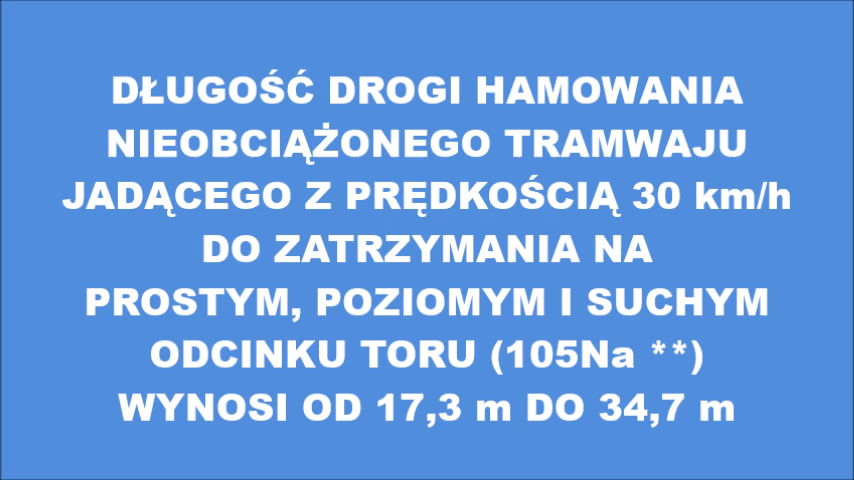 DŁUGOŚĆ DROGI HAMOWANIA
NIEOBCIĄŻONEGO TRAMWAJU
JADĄCEGO Z PRĘDKOŚCIĄ 30 km/h
DO ZATRZYMANIA NA
PROSTYM, POZIOMYM I SUCHYM
ODCINKU TORU (105Na **)
WYNOSI OD 17,3 m DO 34,7 m